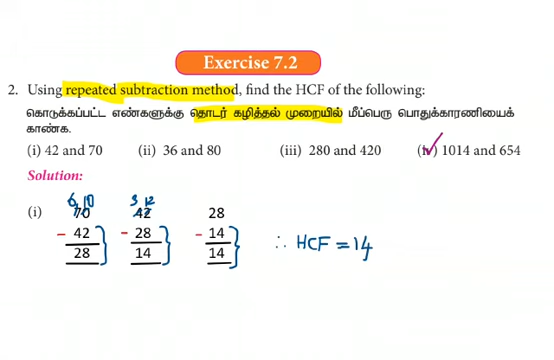 Exercise 7.2
2. Using repeated subtraction method, find the HCF of the following:
கொடுக்கப்பட்ட எண்களுக்கு தொடர் கழித்தல் முறையில் மீப்பெரு பொதுக்காரணியைக்
காண்க.
(i) 42 and 70 (ii) 36 and 80 (iii) 280 and 420 (iv) 1014 and 654
Solution:
6 10 3 12
(i) 70 42 28
− 42 − 28 − 14 ∴ HCF = 14
28 14 14